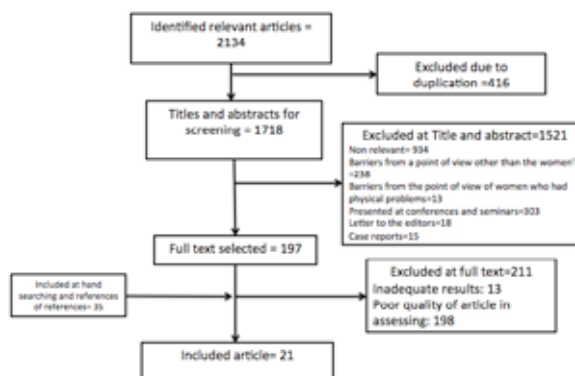 Identified relevant articles =
2134
Excluded due to
duplication =416
Titles and abstracts for
screening = 1718
Excluded at Title and abstract=1521
Non relevant= 934
Barriers from a point of view other than the women'
=238
Barriers from the point of view of women who had
physical problems=13
Presented at conferences and seminars=303
Letter to the editors=18
Case reports=15
Full text selected = 197
Included at hand
searching and references
of references= 35
Excluded at full text=211
Inadequate results: 13
Poor quality of article in
assessing: 198
Included article= 21